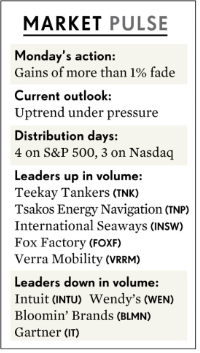 MARKET PULSE
Monday's action:
Gains of more than 1% fade
Current outlook:
Uptrend under pressure
Distribution days:
4 on S&P 500, 3 on Nasdaq
Leaders up in volume:
Teekay Tankers (TNK)
Tsakos Energy Navigation (TNP)
International Seaways (INSW)
Fox Factory (FOXF)
Verra Mobility (VRRM)
Leaders down in volume:
Intuit (INTU) Wendy's (WEN)
Bloomin' Brands (BLMN)
Gartner (IT)